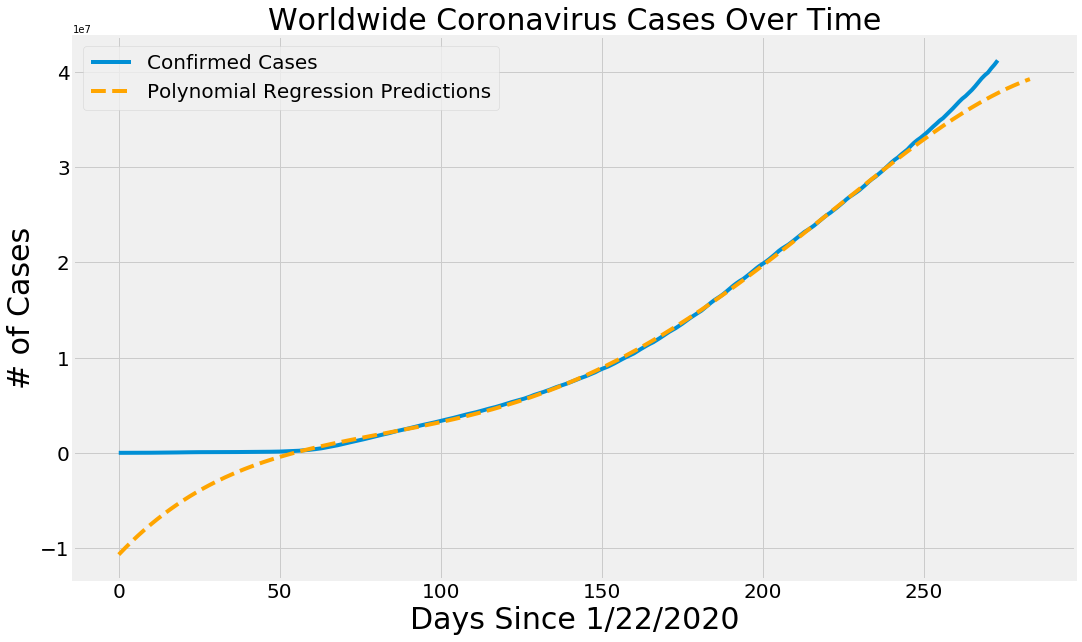 Worldwide Coronavirus Cases Over Time
1e7
Confirmed Cases
Polynomial Regression Predictions
4
3
2
1
0
−1
# of Cases
0 50 100 150 200 250
Days Since 1/22/2020